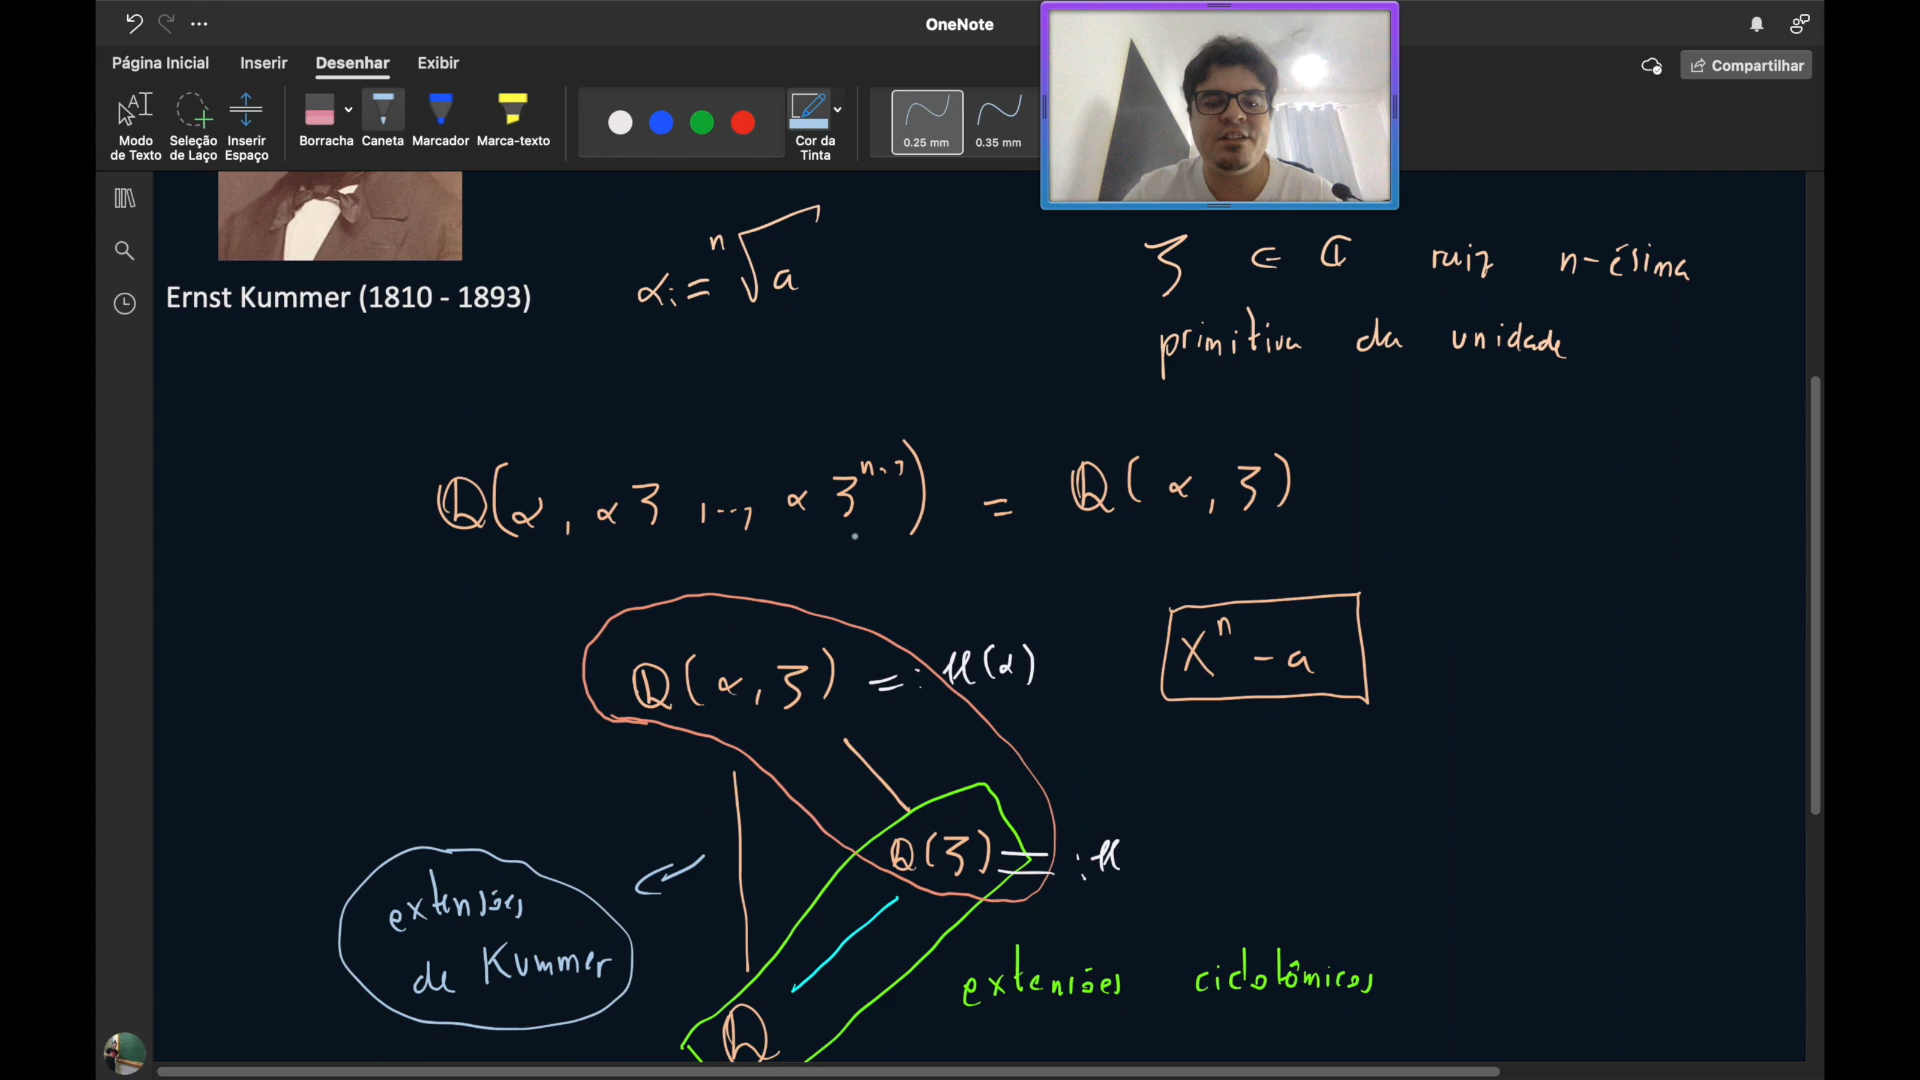 OneNote
Compartilhar
Página Inicial Inserir Desenhar Exibir
Modo de Texto
Seleção de Laço
Inserir Espaço
Borracha
Caneta
Marcador
Marca-texto
Cor da Tinta
0.25 mm
0.35 mm
αᵢ = ⁿ√a
ζ ∈ ℂ raiz n-ésima
Ernst Kummer (1810 - 1893)
primitiva da unidade
ℚ(α, αζ, ..., αζⁿ⁻¹) = ℚ(α, ζ)
ℚ(α, ζ) =: K(α)
Xⁿ - a
ℚ(ζ) =: K
extensões
de Kummer
extensões ciclotômicas
ℚ